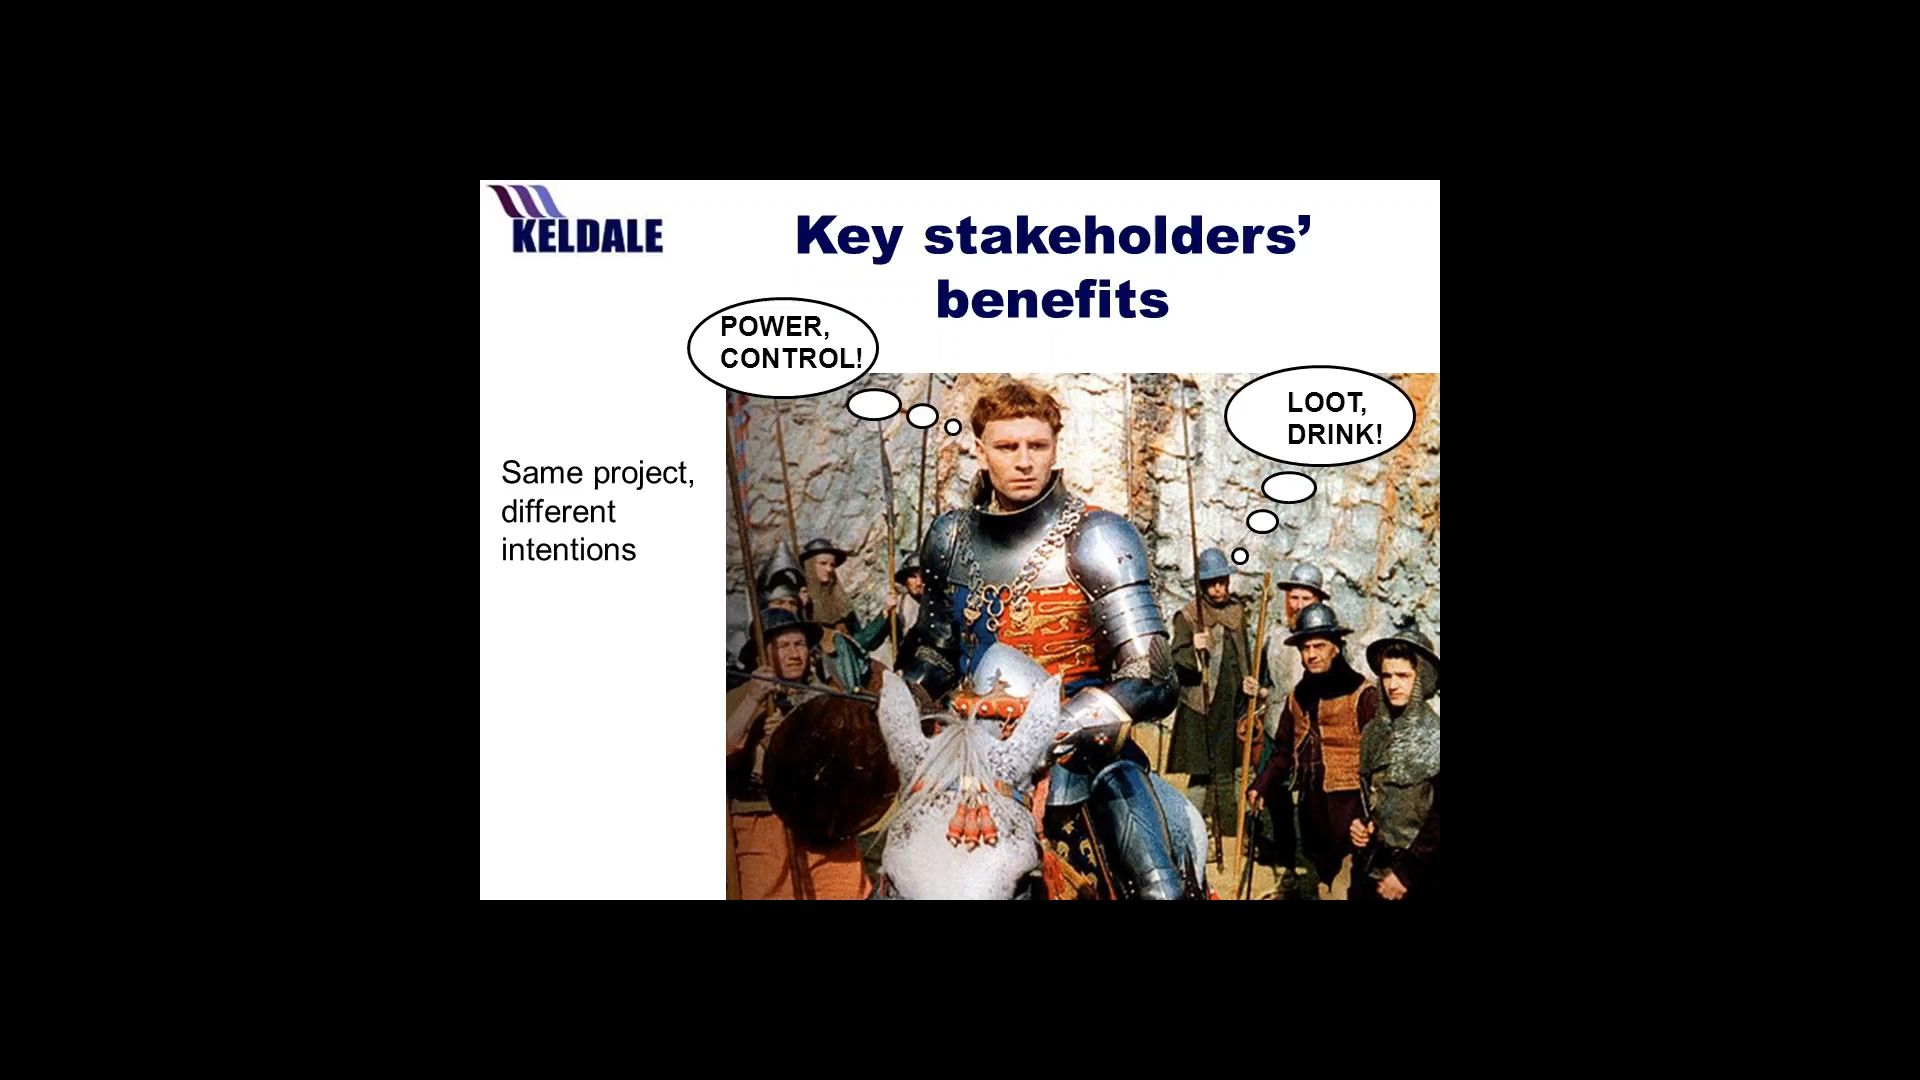 KELDALE
Key stakeholders’
benefits
POWER,
CONTROL!
LOOT,
DRINK!
Same project,
different
intentions